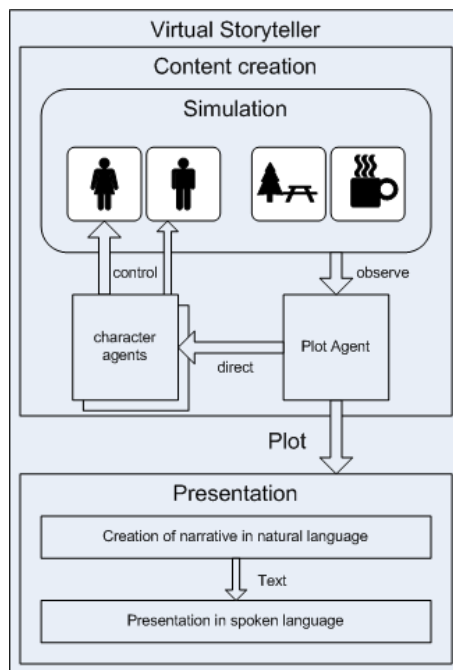 Virtual Storyteller
Content creation
Simulation
control
observe
character
agents
Plot Agent
direct
Plot
Presentation
Creation of narrative in natural language
Text
Presentation in spoken language